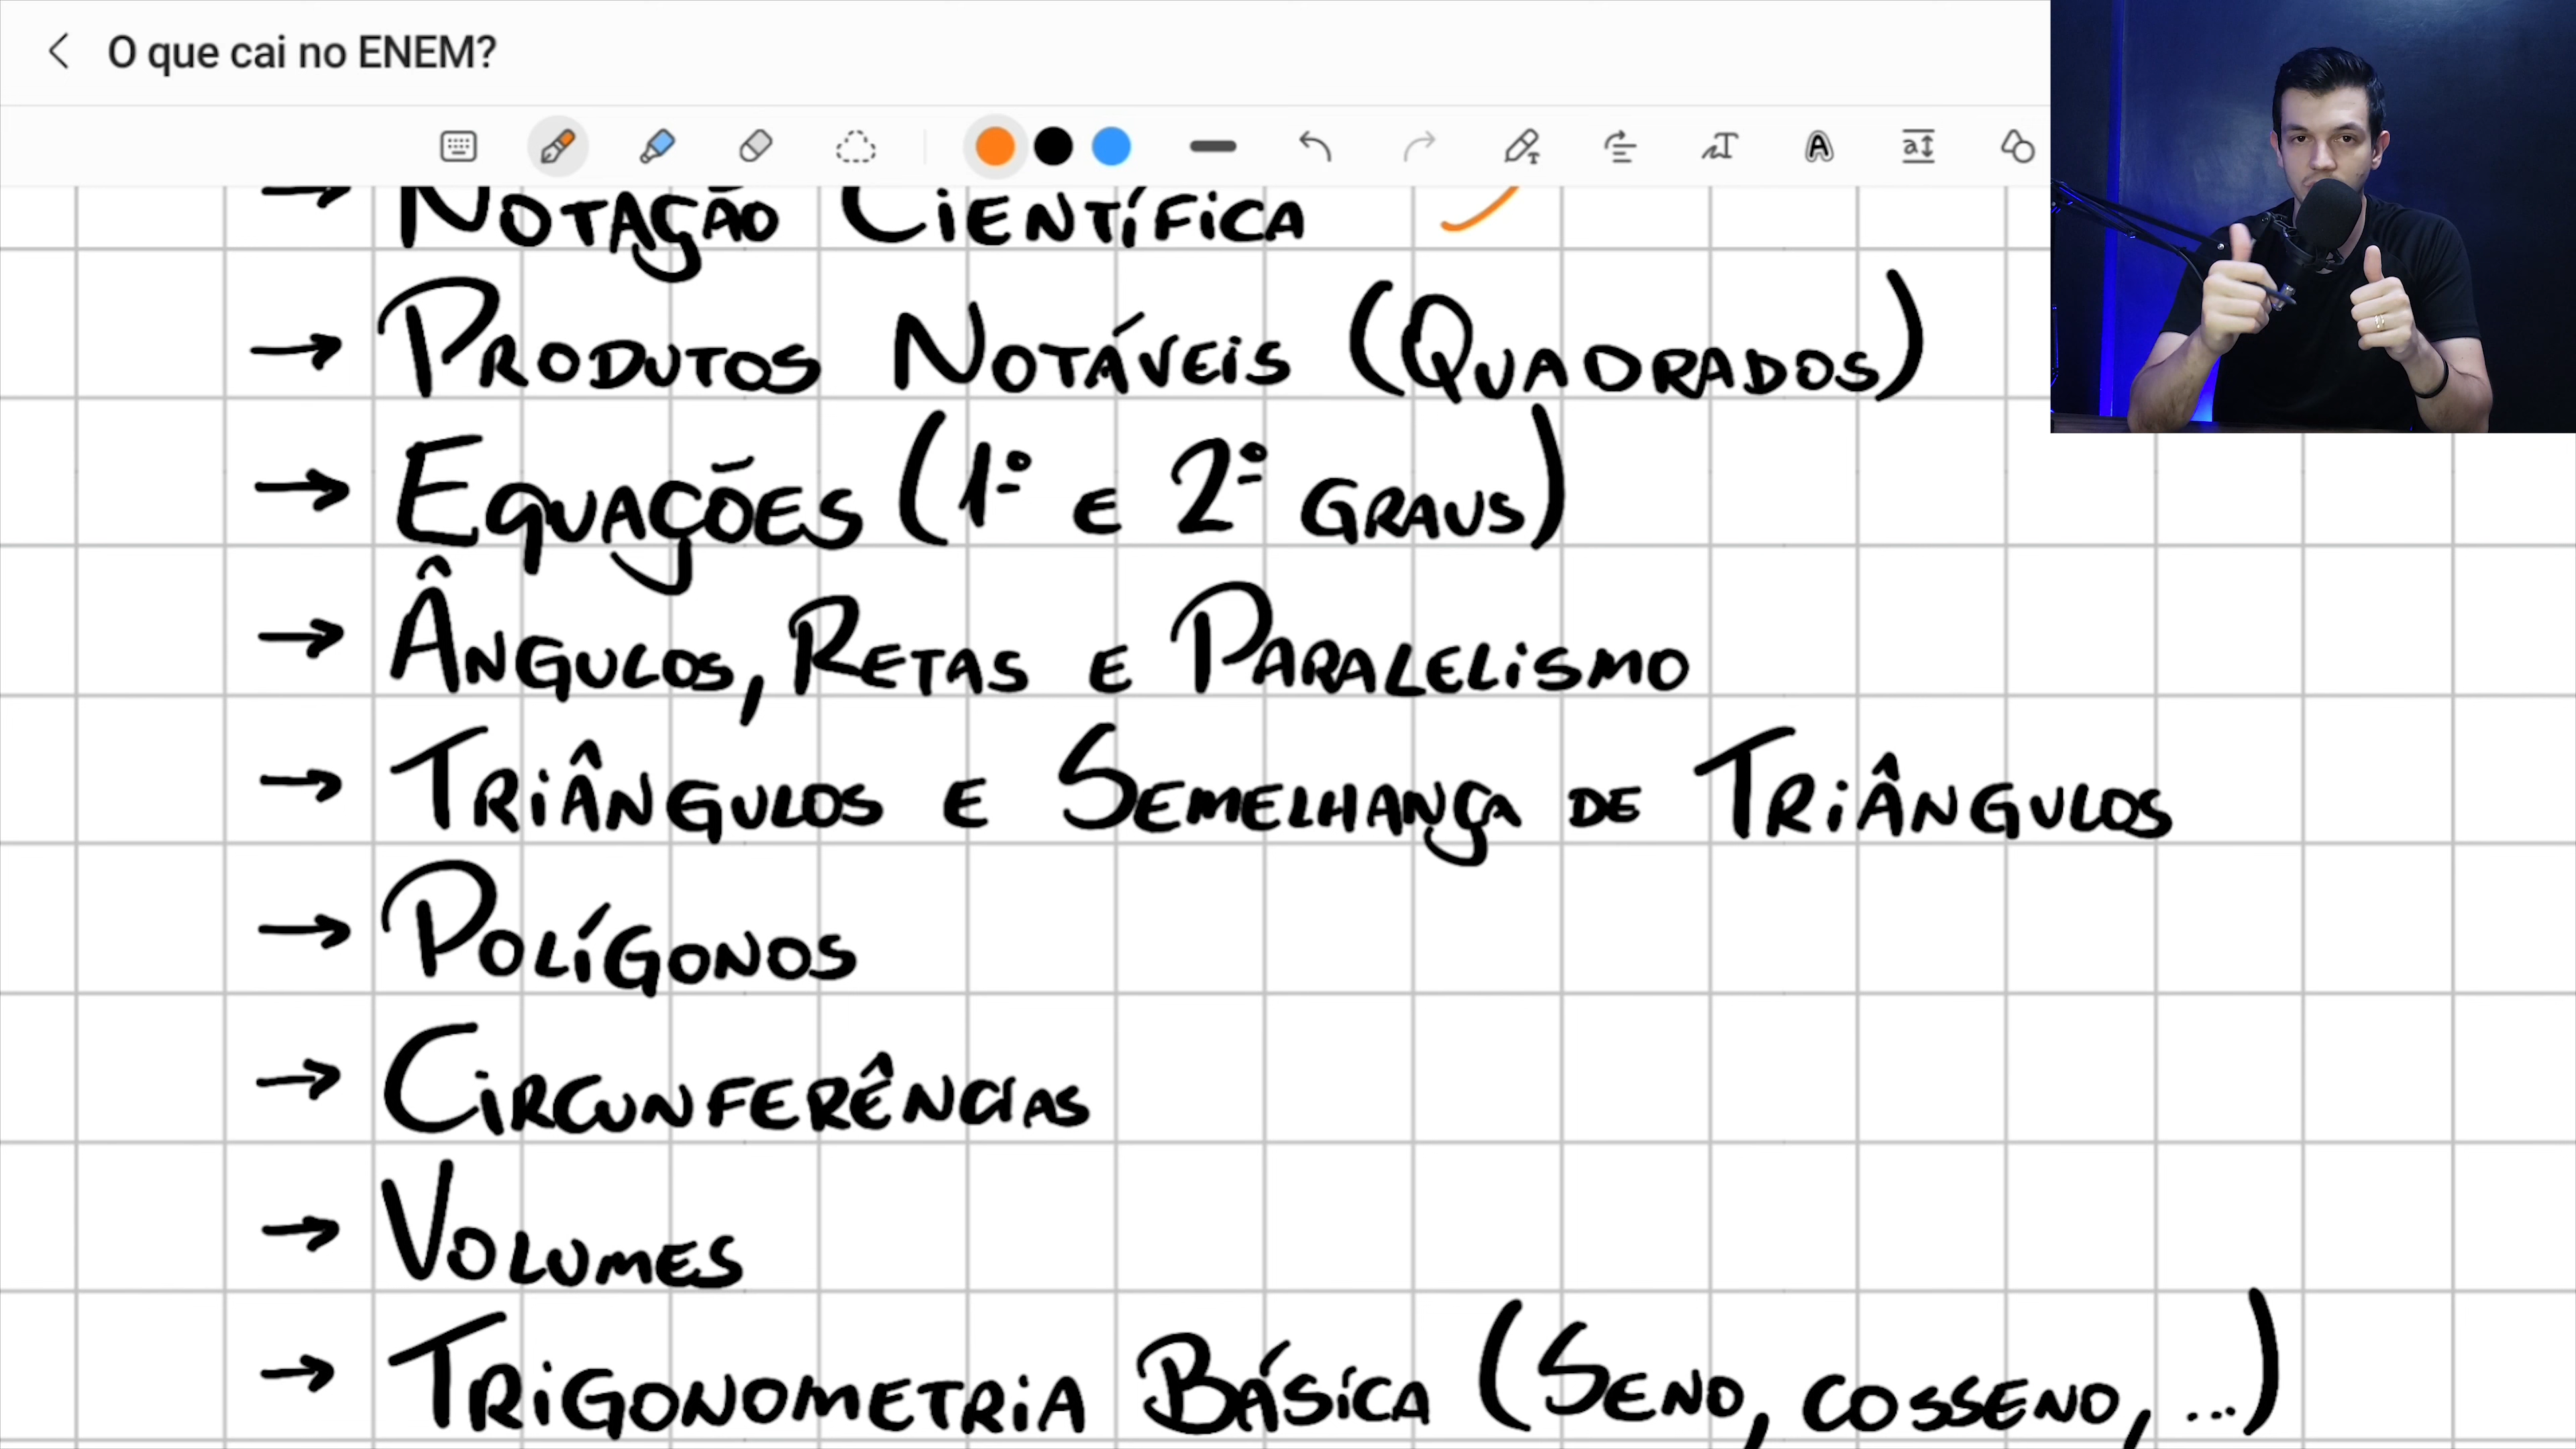 O que cai no ENEM?
→ NOTAÇÃO CIENTÍFICA
→ PRODUTOS NOTÁVEIS (QUADRADOS)
→ EQUAÇÕES (1º E 2º GRAUS)
→ ÂNGULOS, RETAS E PARALELISMO
→ TRIÂNGULOS E SEMELHANÇA DE TRIÂNGULOS
→ POLÍGONOS
→ CIRCUNFERÊNCIAS
→ VOLUMES
→ TRIGONOMETRIA BÁSICA (SENO, COSSENO, ...)